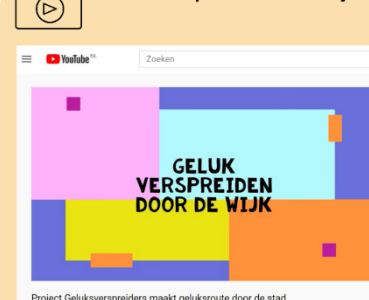 YouTube NL
Zoeken
GELUK
VERSPREIDEN
DOOR DE WIJK
Project Geluksverspreiders maakt geluksroute door de stad